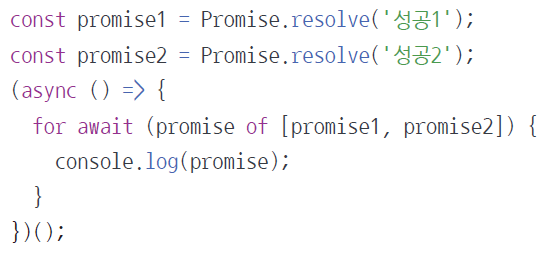 const promise1 = Promise.resolve('성공1');
const promise2 = Promise.resolve('성공2');
(async () => {
  for await (promise of [promise1, promise2]) {
    console.log(promise);
  }
})();